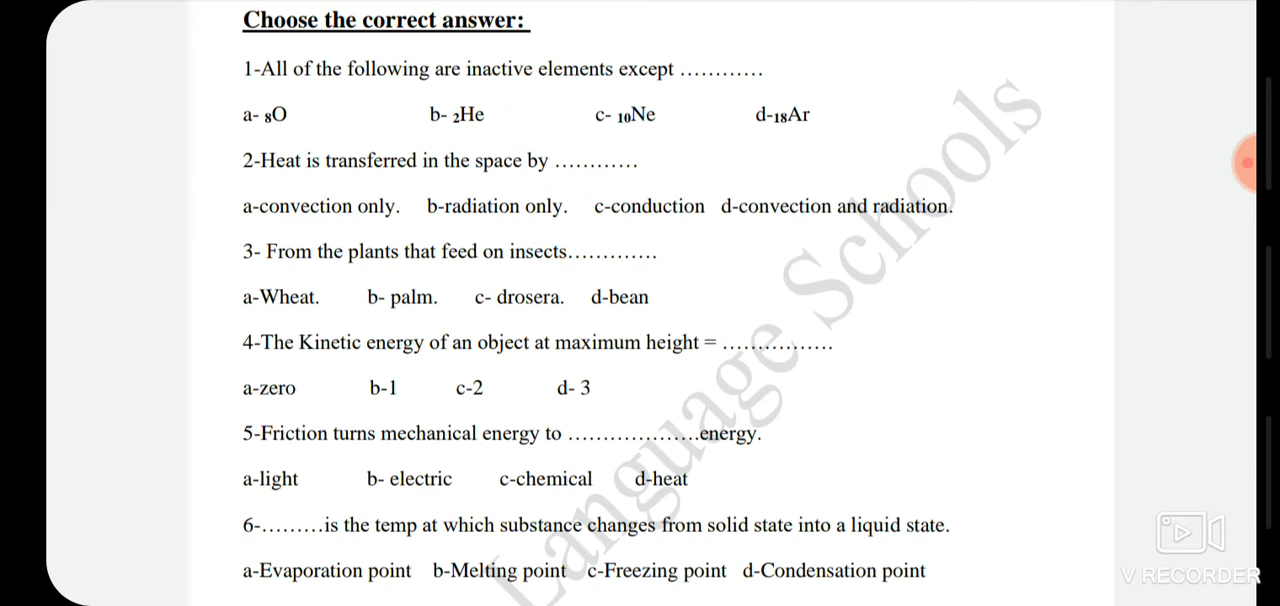 Choose the correct answer:
1-All of the following are inactive elements except …………
a- ₈O b- ₂He c- ₁₀Ne d-₁₈Ar
2-Heat is transferred in the space by …………
a-convection only. b-radiation only. c-conduction d-convection and radiation.
3- From the plants that feed on insects………….
a-Wheat. b- palm. c- drosera. d-bean
4-The Kinetic energy of an object at maximum height = …………….
a-zero b-1 c-2 d- 3
5-Friction turns mechanical energy to ……………….energy.
a-light b- electric c-chemical d-heat
6-………is the temp at which substance changes from solid state into a liquid state.
a-Evaporation point b-Melting point c-Freezing point d-Condensation point
Language Schools
V RECORDER